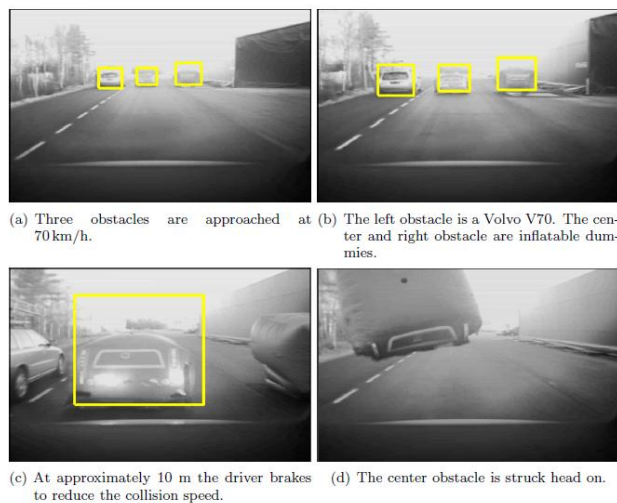 (a) Three obstacles are approached at
70 km/h.
(b) The left obstacle is a Volvo V70. The cen-
ter and right obstacle are inflatable dum-
mies.
(c) At approximately 10 m the driver brakes
to reduce the collision speed.
(d) The center obstacle is struck head on.